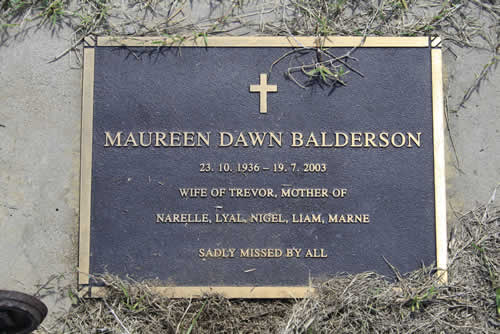 MAUREEN DAWN BALDERSON
23. 10. 1936 – 19. 7. 2003
WIFE OF TREVOR, MOTHER OF
NARELLE, LYAL, NIGEL, LIAM, MARNE
SADLY MISSED BY ALL